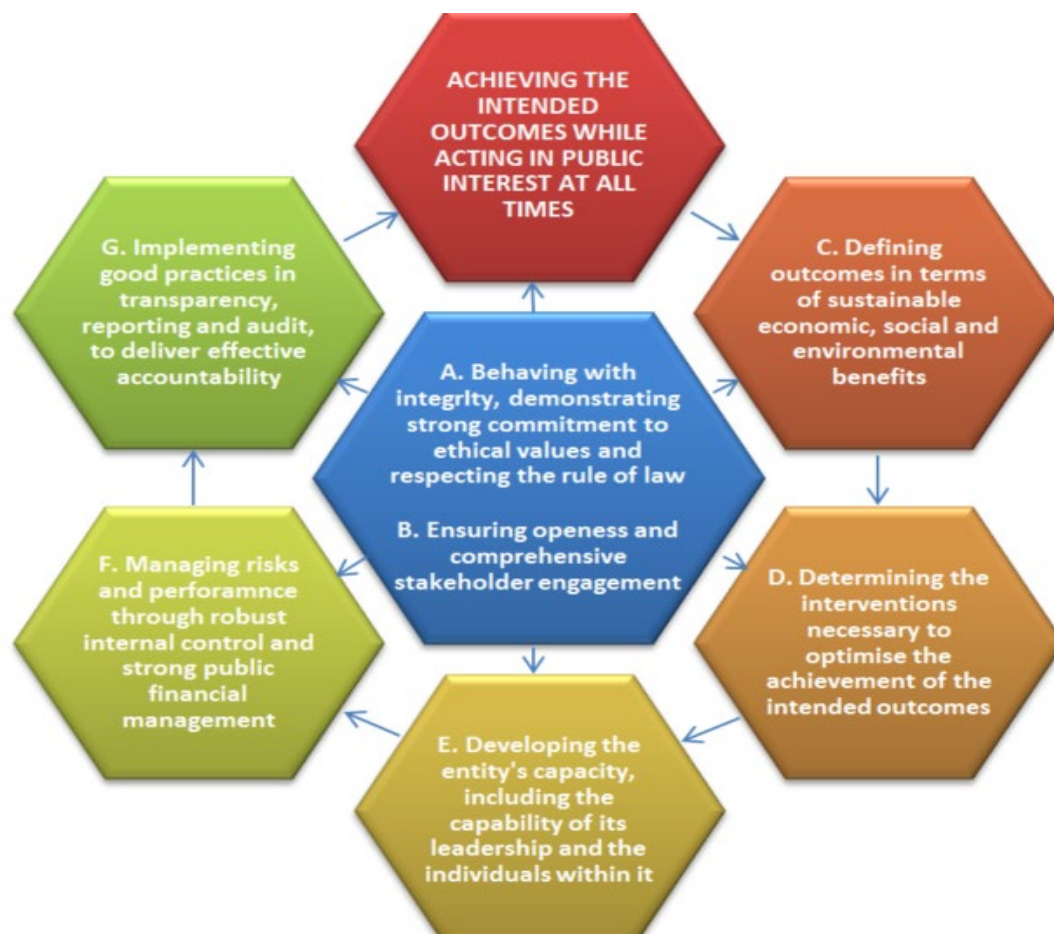 ACHIEVING THE
INTENDED
OUTCOMES WHILE
ACTING IN PUBLIC
INTEREST AT ALL
TIMES
G. Implementing
good practices in
transparency,
reporting and audit,
to deliver effective
accountability
C. Defining
outcomes in terms
of sustainable
economic, social and
environmental
benefits
A. Behaving with
integrIty, demonstrating
strong commitment to
ethical values and
respecting the rule of law
B. Ensuring openess and
comprehensive
stakeholder engagement
F. Managing risks
and perforamnce
through robust
internal control and
strong public
financial
management
D. Determining the
interventions
necessary to
optimise the
achievement of the
intended outcomes
E. Developing the
entity's capacity,
including the
capability of its
leadership and the
individuals within it